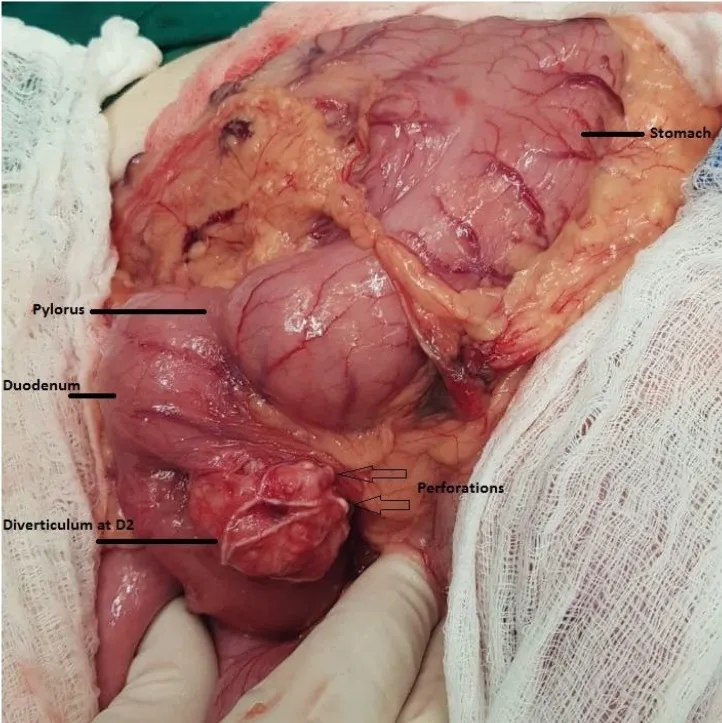 Stomach
Pylorus
Duodenum
Perforations
Diverticulum at D2